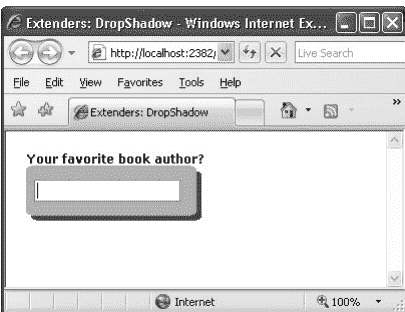 Extenders: DropShadow - Windows Internet Ex...
http://localhost:2382/
Live Search
File Edit View Favorites Tools Help
Extenders: DropShadow
»
Your favorite book author?
Internet
100%